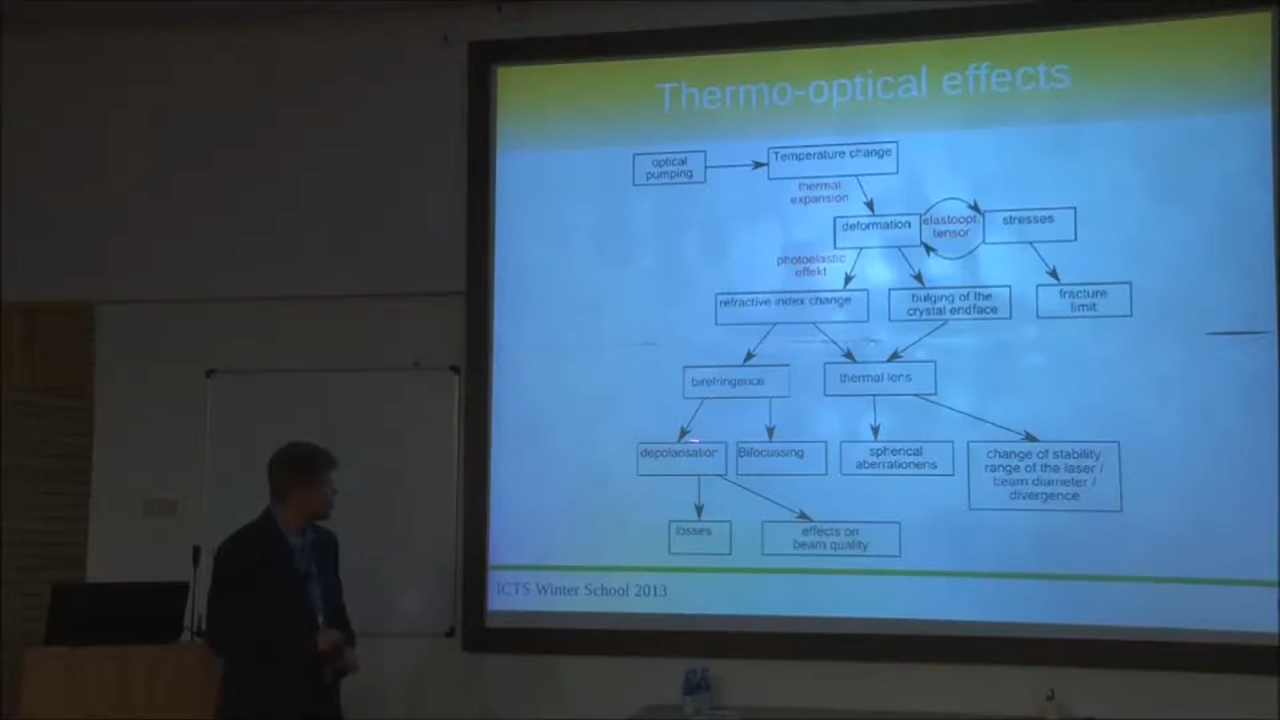 Thermo-optical effects
optical
pumping
Temperature change
thermal
expansion
deformation
elastoopt.
tensor
stresses
photoelastic
effekt
refractive index change
bulging of the
crystal endface
fracture
limit
birefringence
thermal lens
depolarisation
Bifocussing
spherical
aberrationens
change of stability
range of the laser /
beam diameter /
divergence
losses
effects on
beam quality
ICTS Winter School 2013